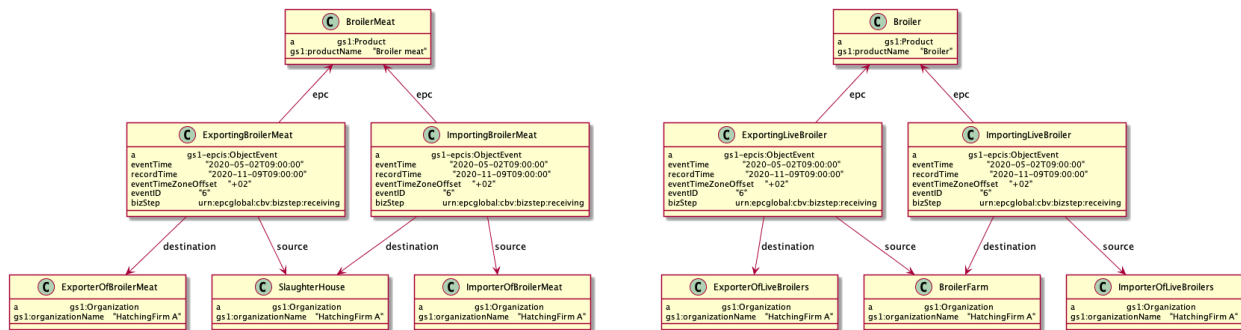 C BroilerMeat
a gs1:Product
gs1:productName "Broiler meat"
C Broiler
a gs1:Product
gs1:productName "Broiler"
epc
epc
epc
epc
C ExportingBroilerMeat
a gs1-epcis:ObjectEvent
eventTime "2020-05-02T09:00:00"
recordTime "2020-11-09T09:00:00"
eventTimeZoneOffset "+02"
eventID "6"
bizStep urn:epcglobal:cbv:bizstep:receiving
C ImportingBroilerMeat
a gs1-epcis:ObjectEvent
eventTime "2020-05-02T09:00:00"
recordTime "2020-11-09T09:00:00"
eventTimeZoneOffset "+02"
eventID "6"
bizStep urn:epcglobal:cbv:bizstep:receiving
C ExportingLiveBroiler
a gs1-epcis:ObjectEvent
eventTime "2020-05-02T09:00:00"
recordTime "2020-11-09T09:00:00"
eventTimeZoneOffset "+02"
eventID "6"
bizStep urn:epcglobal:cbv:bizstep:receiving
C ImportingLiveBroiler
a gs1-epcis:ObjectEvent
eventTime "2020-05-02T09:00:00"
recordTime "2020-11-09T09:00:00"
eventTimeZoneOffset "+02"
eventID "6"
bizStep urn:epcglobal:cbv:bizstep:receiving
destination
source
destination
source
destination
source
destination
source
C ExporterOfBroilerMeat
a gs1:Organization
gs1:organizationName "HatchingFirm A"
C SlaughterHouse
a gs1:Organization
gs1:organizationName "HatchingFirm A"
C ImporterOfBroilerMeat
a gs1:Organization
gs1:organizationName "HatchingFirm A"
C ExporterOfLiveBroilers
a gs1:Organization
gs1:organizationName "HatchingFirm A"
C BroilerFarm
a gs1:Organization
gs1:organizationName "HatchingFirm A"
C ImporterOfLiveBroilers
a gs1:Organization
gs1:organizationName "HatchingFirm A"